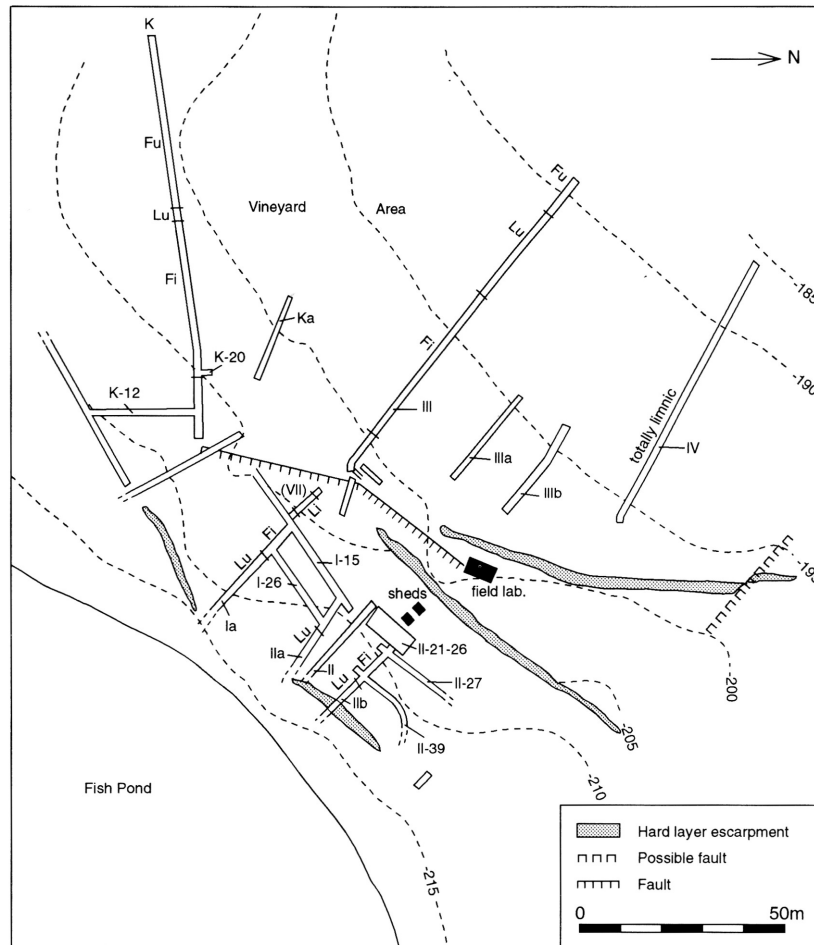 K
N
Fu
Fu
Lu
Vineyard
Area
Lu
-185
Fi
Ka
Fi
K-20
-190
K-12
III
totally limnic
IIIa
IV
IIIb
(VII)
Li
Fi
Lu
I-15
-195
I-26
field lab.
sheds
Ia
Lu
IIa
II
II-21-26
Fi
Lu
II-27
-200
IIb
-205
II-39
Fish Pond
-210
-215
Hard layer escarpment
Possible fault
Fault
0
50m